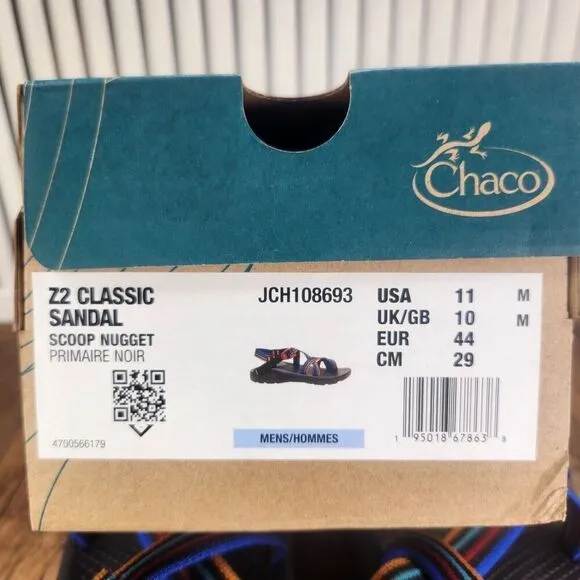 Chaco
Z2 CLASSIC
SANDAL
SCOOP NUGGET
PRIMAIRE NOIR
4700566179
JCH108693
MENS/HOMMES
USA 11 M
UK/GB 10 M
EUR 44
CM 29
1 95018 67863 8